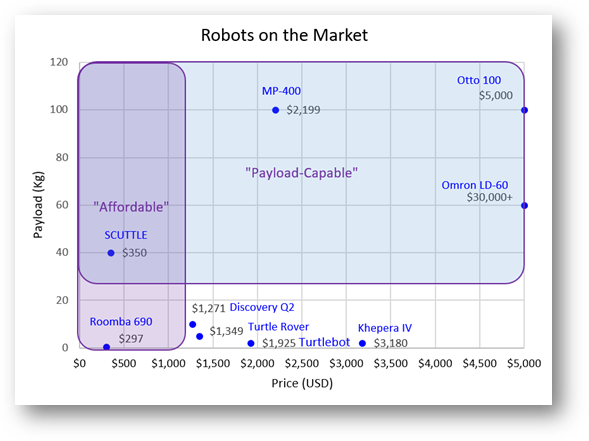 Robots on the Market
120
100
80
60
40
20
0
Payload (Kg)
MP-400
$2,199
Otto 100
$5,000
"Payload-Capable"
Omron LD-60
$30,000+
"Affordable"
SCUTTLE
$350
Roomba 690
$297
$1,271 Discovery Q2
$1,349 Turtle Rover
$1,925 Turtlebot
Khepera IV
$3,180
$0 $500 $1,000 $1,500 $2,000 $2,500 $3,000 $3,500 $4,000 $4,500 $5,000
Price (USD)